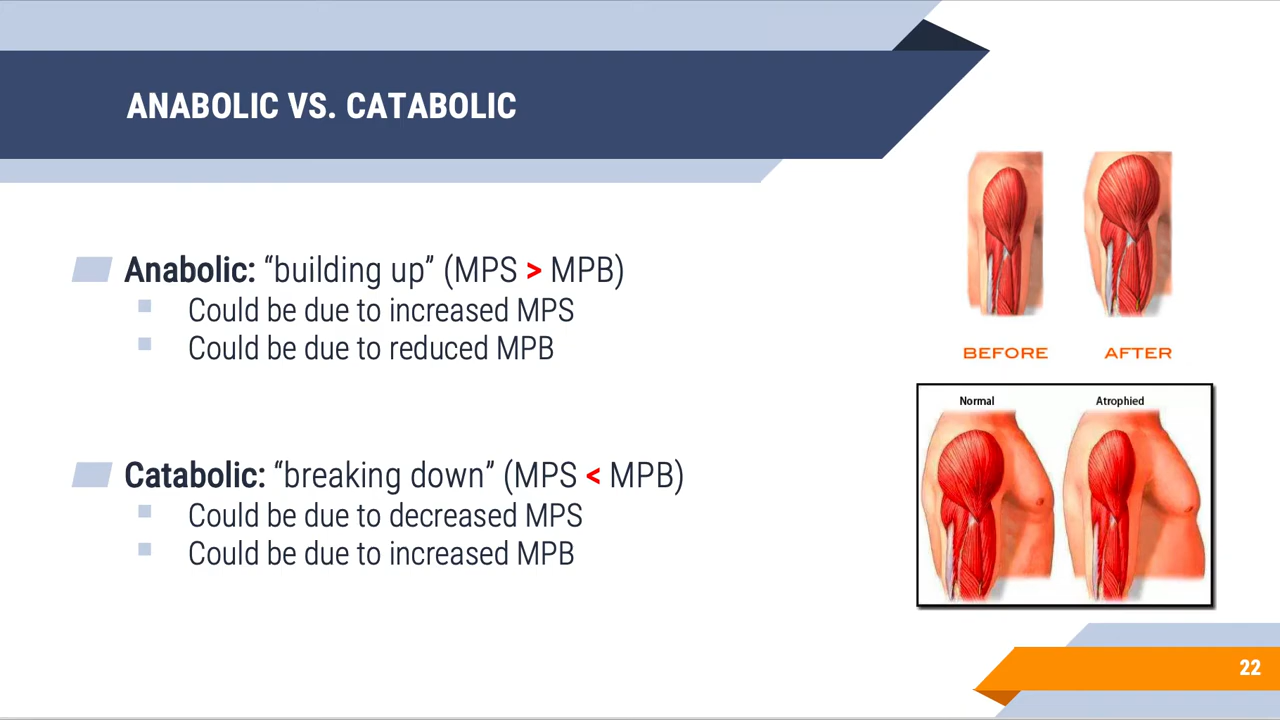 ANABOLIC VS. CATABOLIC
Anabolic: “building up” (MPS > MPB)
Could be due to increased MPS
Could be due to reduced MPB
Catabolic: “breaking down” (MPS < MPB)
Could be due to decreased MPS
Could be due to increased MPB
BEFORE AFTER
Normal Atrophied
22